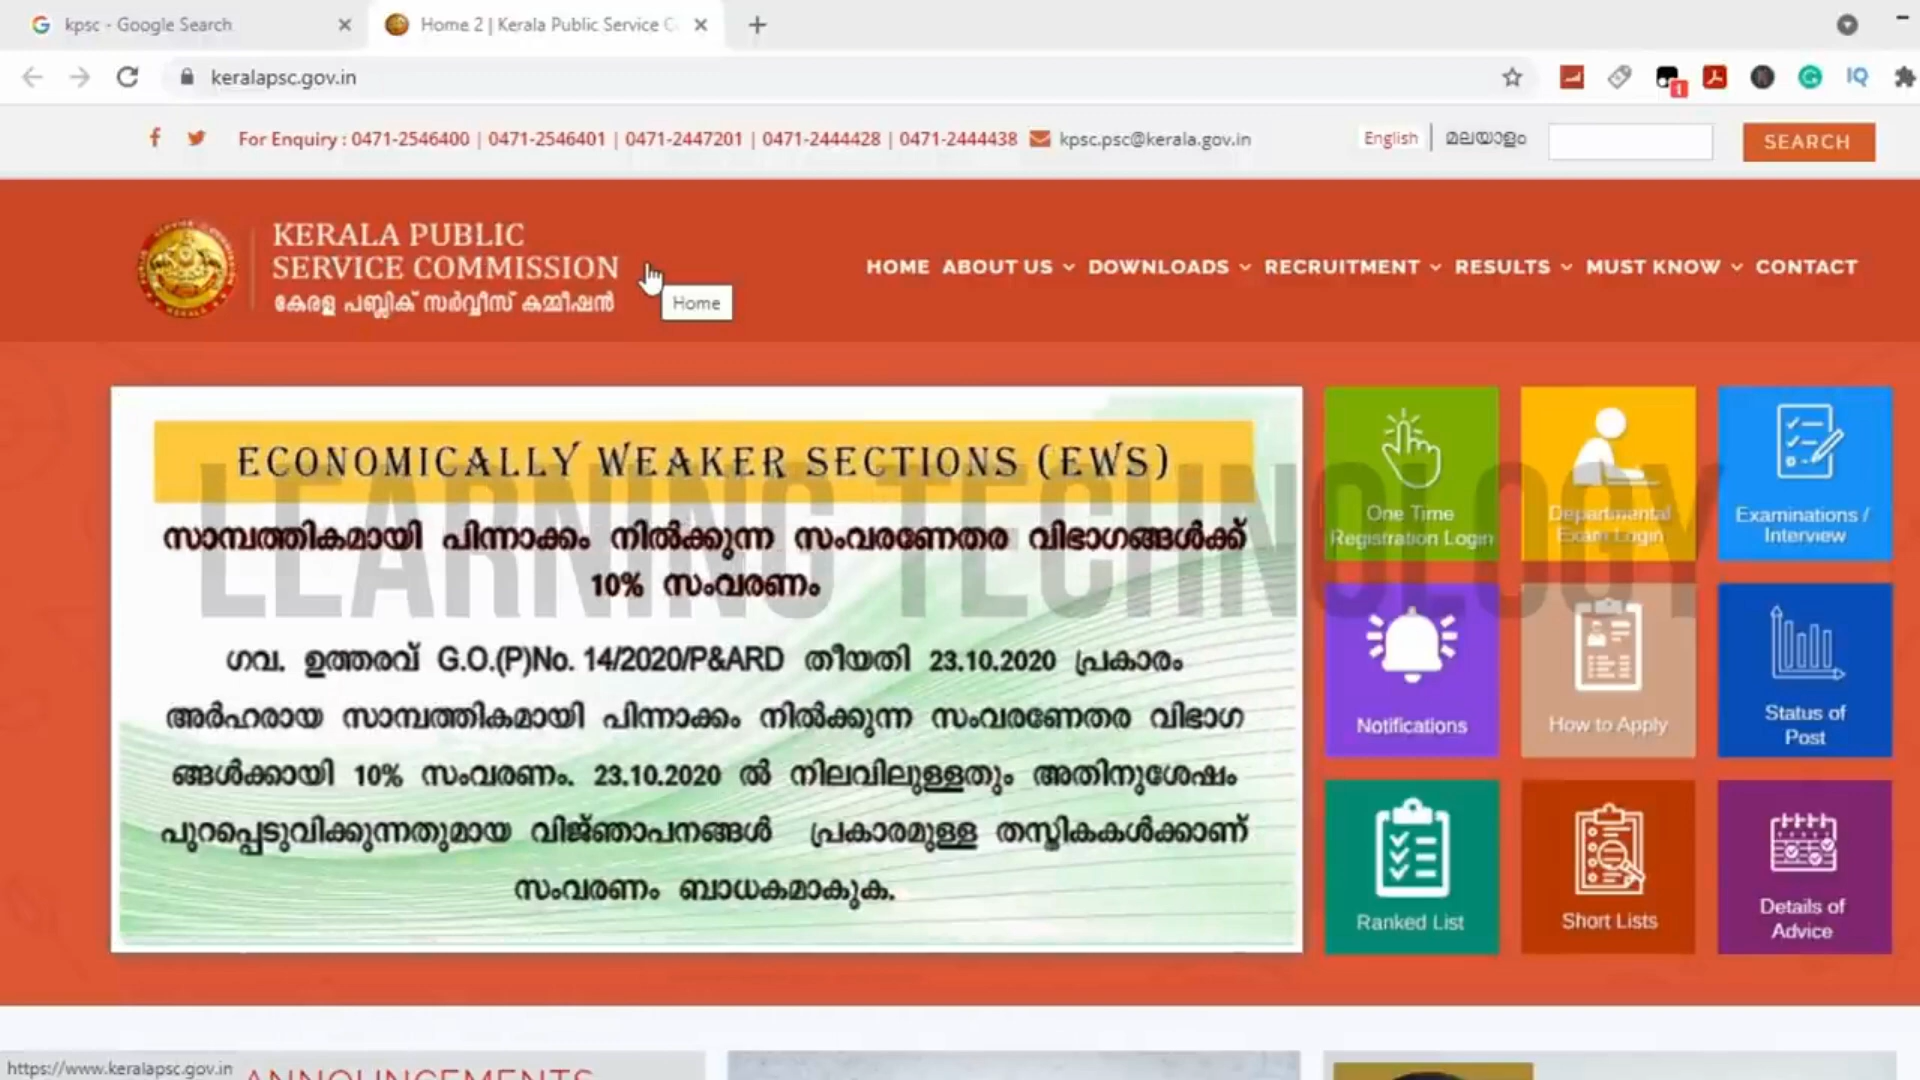 kpsc - Google Search
Home 2 | Kerala Public Service C
keralapsc.gov.in
For Enquiry : 0471-2546400 | 0471-2546401 | 0471-2447201 | 0471-2444428 | 0471-2444438 kpsc.psc@kerala.gov.in
English | മലയാളം
SEARCH
KERALA PUBLIC
SERVICE COMMISSION
കേരള പബ്ലിക് സർവ്വീസ് കമ്മീഷൻ
Home
HOME ABOUT US DOWNLOADS RECRUITMENT RESULTS MUST KNOW CONTACT
ECONOMICALLY WEAKER SECTIONS (EWS)
സാമ്പത്തികമായി പിന്നാക്കം നിൽക്കുന്ന സംവരണേതര വിഭാഗങ്ങൾക്ക്
10% സംവരണം
ഗവ. ഉത്തരവ് G.O.(P)No. 14/2020/P&ARD തീയതി 23.10.2020 പ്രകാരം
അർഹരായ സാമ്പത്തികമായി പിന്നാക്കം നിൽക്കുന്ന സംവരണേതര വിഭാഗ
ങ്ങൾക്കായി 10% സംവരണം. 23.10.2020 ൽ നിലവിലുള്ളതും അതിനുശേഷം
പുറപ്പെടുവിക്കുന്നതുമായ വിജ്ഞാപനങ്ങൾ പ്രകാരമുള്ള തസ്തികകൾക്കാണ്
സംവരണം ബാധകമാകുക.
LEARNING TECHNOLOGY
One Time
Registration Login
Departmental
Exam Login
Examinations /
Interview
Notifications
How to Apply
Status of
Post
Ranked List
Short Lists
Details of
Advice
https://www.keralapsc.gov.in
ANNOUNCEMENTS